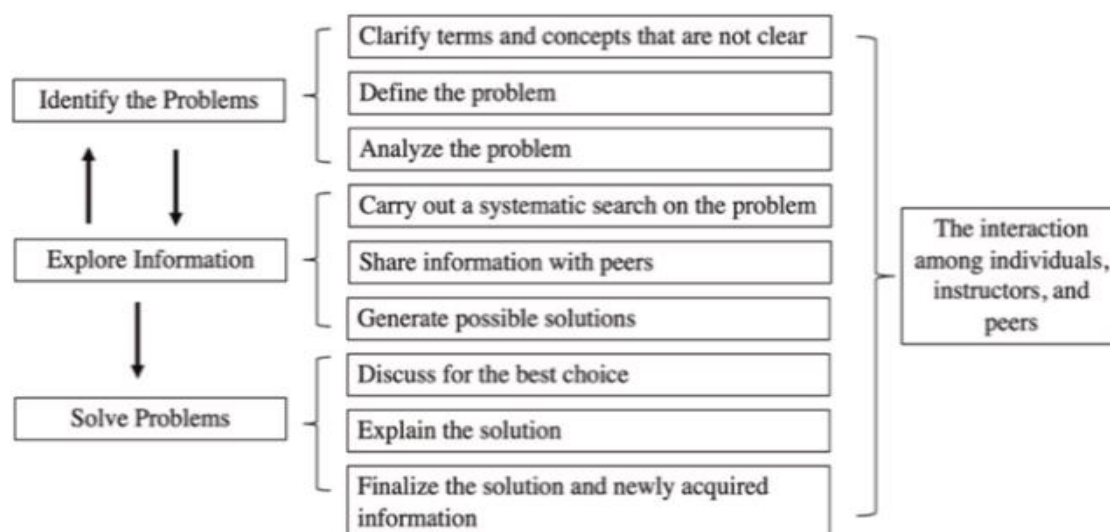 Identify the Problems
Clarify terms and concepts that are not clear
Define the problem
Analyze the problem
Explore Information
Carry out a systematic search on the problem
Share information with peers
Generate possible solutions
Solve Problems
Discuss for the best choice
Explain the solution
Finalize the solution and newly acquired
information
The interaction
among individuals,
instructors, and
peers